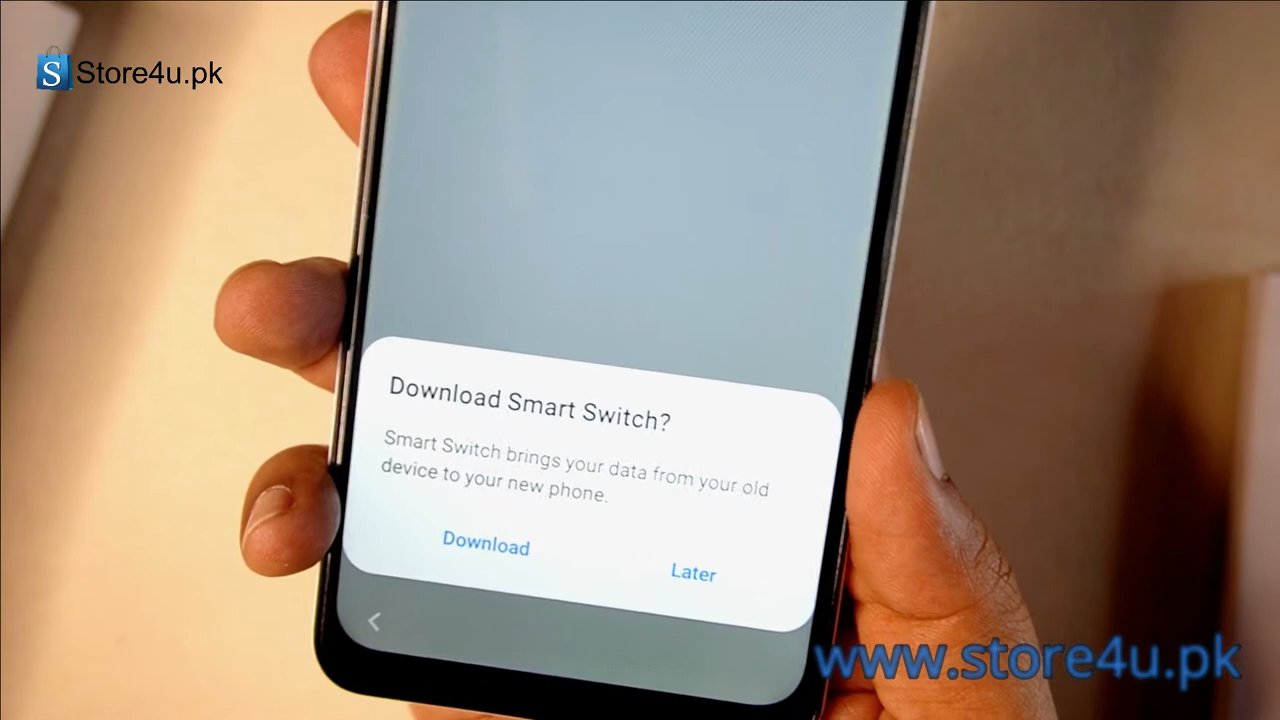 S Store4u.pk
Download Smart Switch?
Smart Switch brings your data from your old
device to your new phone.
Download Later
www.store4u.pk